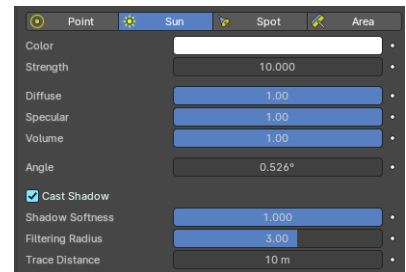 Point Sun Spot Area
Color
Strength 10.000
Diffuse 1.00
Specular 1.00
Volume 1.00
Angle 0.526°
Cast Shadow
Shadow Softness 1.000
Filtering Radius 3.00
Trace Distance 10 m